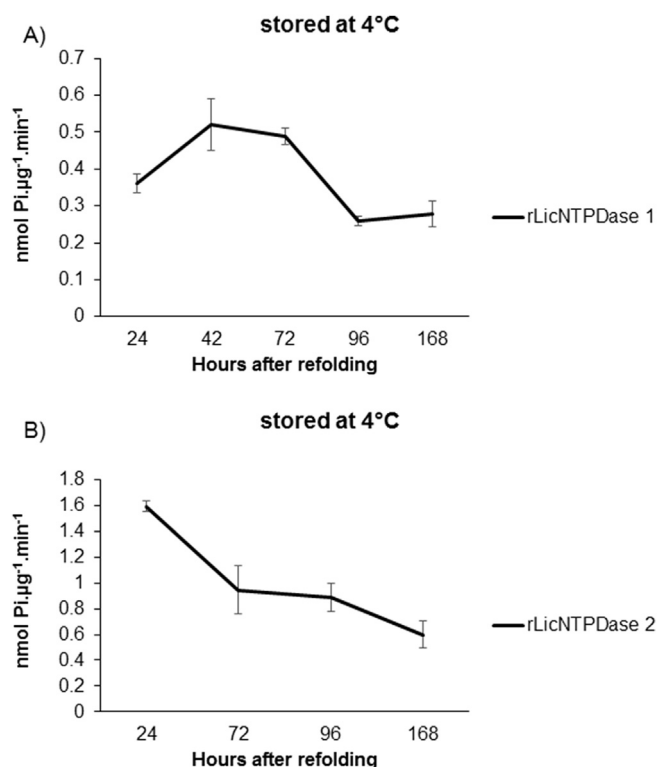 A)
stored at 4°C
nmol Pi.µg⁻¹.min⁻¹
0.7
0.6
0.5
0.4
0.3
0.2
0.1
0
24 42 72 96 168
Hours after refolding
rLicNTPDase 1
B)
stored at 4°C
nmol Pi.µg⁻¹.min⁻¹
1.8
1.6
1.4
1.2
1
0.8
0.6
0.4
0.2
0
24 72 96 168
Hours after refolding
rLicNTPDase 2